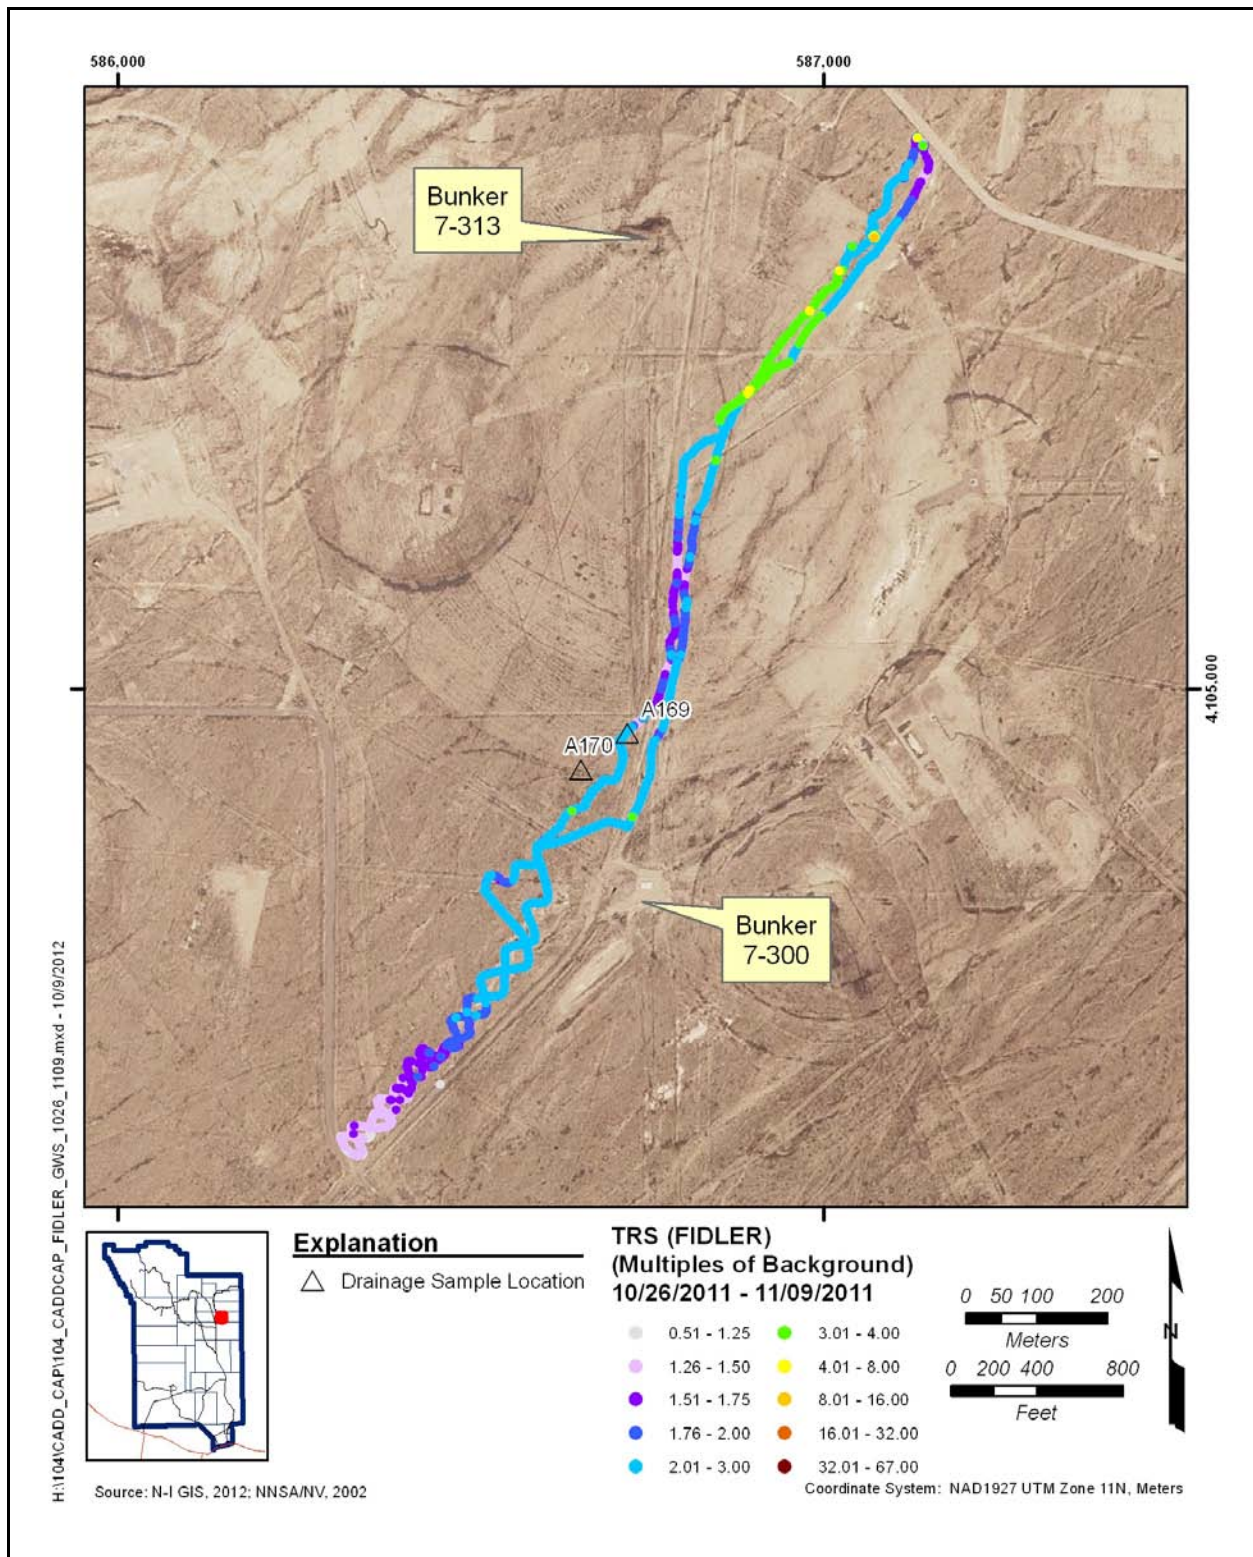 586,000
587,000
Bunker
7-313
4,105,000
A169
A170
Bunker
7-300
H:\104\CADD_CAP\104_CADDCAP_FIDLER_GWS_1026_1109.mxd - 10/9/2012
Explanation
Drainage Sample Location
TRS (FIDLER)
(Multiples of Background)
10/26/2011 - 11/09/2011
0.51 - 1.25
1.26 - 1.50
1.51 - 1.75
1.76 - 2.00
2.01 - 3.00
3.01 - 4.00
4.01 - 8.00
8.01 - 16.00
16.01 - 32.00
32.01 - 67.00
0 50 100 200
Meters
0 200 400 800
Feet
N
Source: N-I GIS, 2012; NNSA/NV, 2002
Coordinate System: NAD1927 UTM Zone 11N, Meters